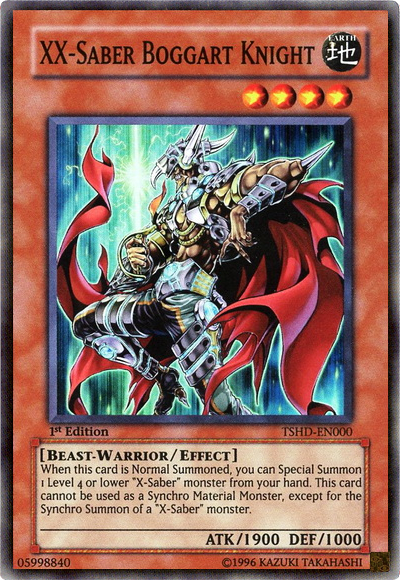 XX-Saber Boggart Knight
EARTH
地
1st Edition
TSHD-EN000
[Beast-Warrior/Effect]
When this card is Normal Summoned, you can Special Summon
1 Level 4 or lower "X-Saber" monster from your hand. This card
cannot be used as a Synchro Material Monster, except for the
Synchro Summon of a "X-Saber" monster.
ATK/1900 DEF/1000
05998840
©1996 KAZUKI TAKAHASHI